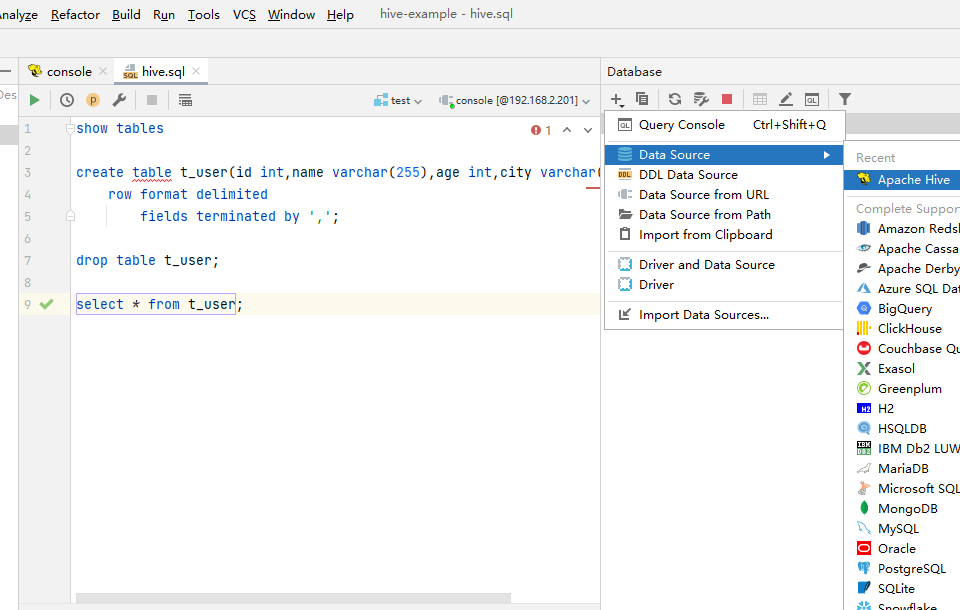 nalyze Refactor Build Run Tools VCS Window Help hive-example - hive.sql
console hive.sql Database
Des
test console [@192.168.2.201]
1 show tables
1
2
3 create table t_user(id int,name varchar(255),age int,city varchar(
4 row format delimited
5 fields terminated by ',';
6
7 drop table t_user;
8
9 select * from t_user;
Query Console Ctrl+Shift+Q
Data Source
DDL Data Source
Data Source from URL
Data Source from Path
Import from Clipboard
Driver and Data Source
Driver
Import Data Sources...
Recent
Apache Hive
Complete Suppor
Amazon Reds
Apache Cassa
Apache Derby
Azure SQL Dat
BigQuery
ClickHouse
Couchbase Qu
Exasol
Greenplum
H2
HSQLDB
IBM Db2 LUW
MariaDB
Microsoft SQL
MongoDB
MySQL
Oracle
PostgreSQL
SQLite
Snowflake